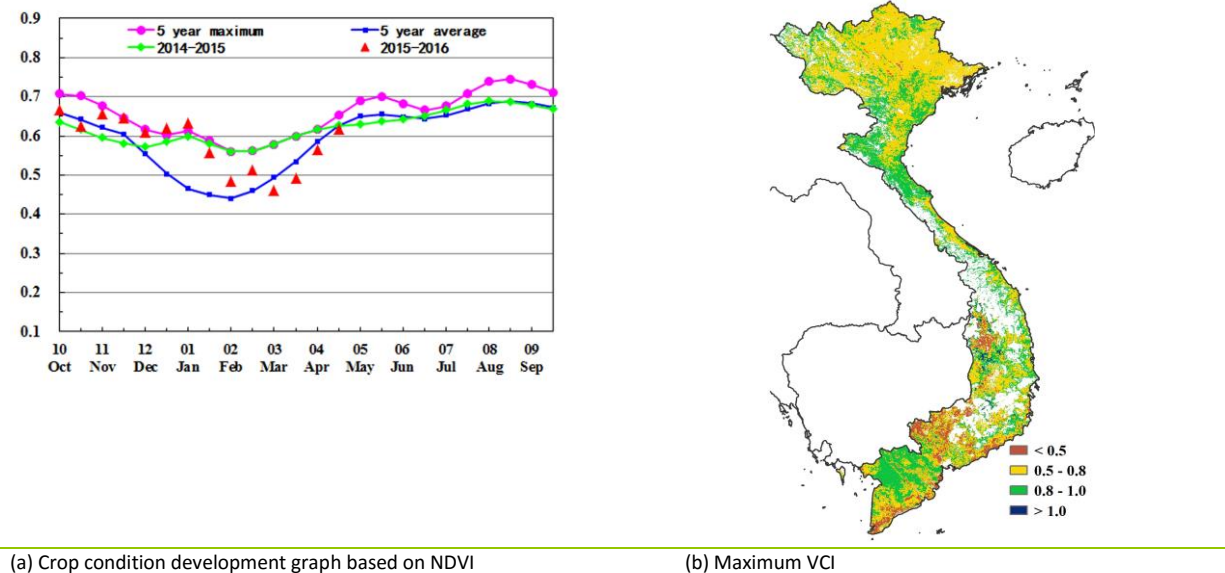 0.9
0.8
0.7
0.6
0.5
0.4
0.3
0.2
0.1
5 year maximum
5 year average
2014-2015
2015-2016
10 11 12 01 02 03 04 05 06 07 08 09
Oct Nov Dec Jan Feb Mar Apr May Jun Jul Aug Sep
< 0.5
0.5 - 0.8
0.8 - 1.0
> 1.0
(a) Crop condition development graph based on NDVI
(b) Maximum VCI